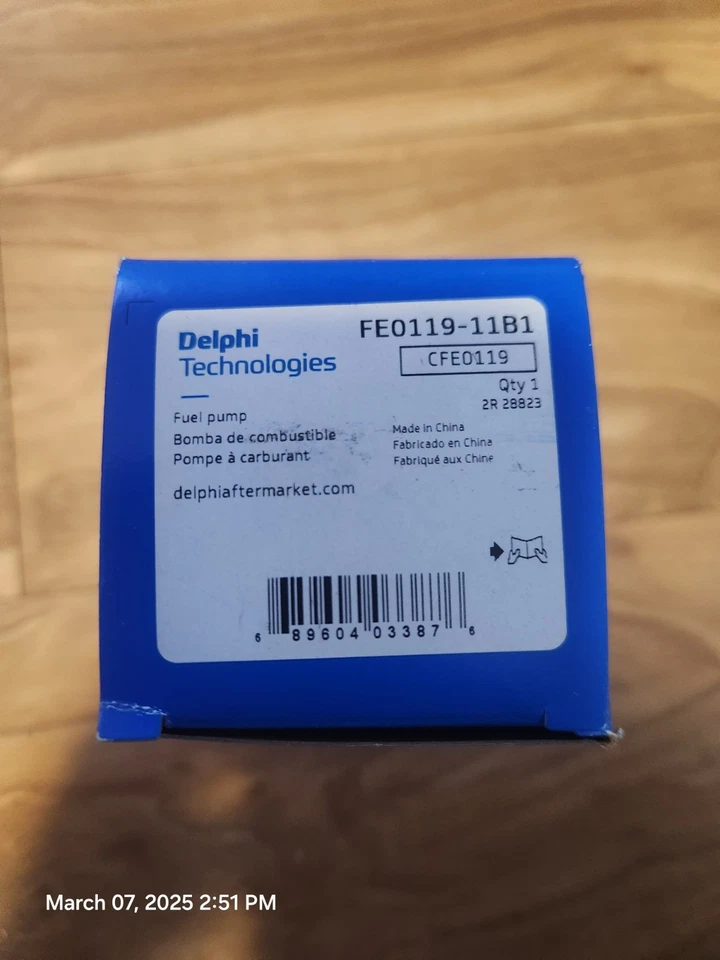 Delphi
Technologies
FE0119-11B1
CFE0119
Qty 1
2R 28823
Fuel pump
Bomba de combustible
Pompe à carburant
Made in China
Fabricado en China
Fabriqué aux Chine
delphiaftermarket.com
6 89604 03387 6
March 07, 2025 2:51 PM